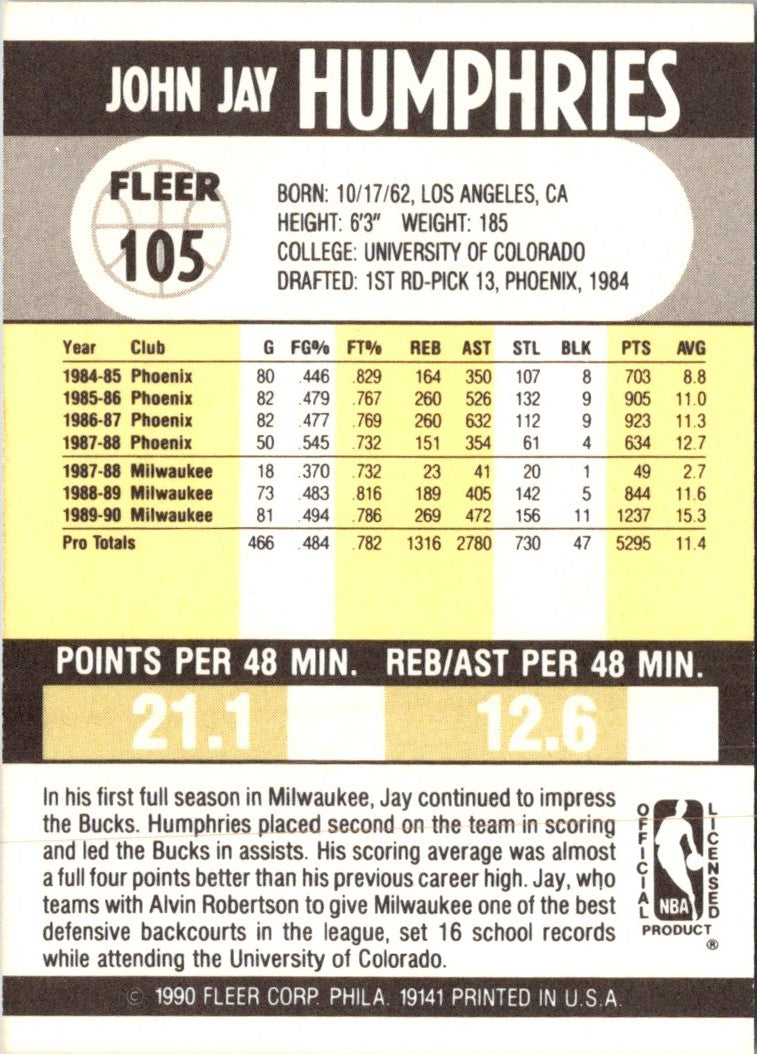 JOHN JAY HUMPHRIES
FLEER
105
BORN: 10/17/62, LOS ANGELES, CA
HEIGHT: 6'3" WEIGHT: 185
COLLEGE: UNIVERSITY OF COLORADO
DRAFTED: 1ST RD-PICK 13, PHOENIX, 1984
Year Club G FG% FT% REB AST STL BLK PTS AVG
1984-85 Phoenix 80 .446 .829 164 350 107 8 703 8.8
1985-86 Phoenix 82 .479 .767 260 526 132 9 905 11.0
1986-87 Phoenix 82 .477 .769 260 632 112 9 923 11.3
1987-88 Phoenix 50 .545 .732 151 354 61 4 634 12.7
1987-88 Milwaukee 18 .370 .732 23 41 20 1 49 2.7
1988-89 Milwaukee 73 .483 .816 189 405 142 5 844 11.6
1989-90 Milwaukee 81 .494 .786 269 472 156 11 1237 15.3
Pro Totals 466 .484 .782 1316 2780 730 47 5295 11.4
POINTS PER 48 MIN. REB/AST PER 48 MIN.
21.1 12.6
In his first full season in Milwaukee, Jay continued to impress
the Bucks. Humphries placed second on the team in scoring
and led the Bucks in assists. His scoring average was almost
a full four points better than his previous career high. Jay, who
teams with Alvin Robertson to give Milwaukee one of the best
defensive backcourts in the league, set 16 school records
while attending the University of Colorado.
OFFICIAL
NBA
LICENSED
PRODUCT
®
© 1990 FLEER CORP. PHILA. 19141 PRINTED IN U.S.A.